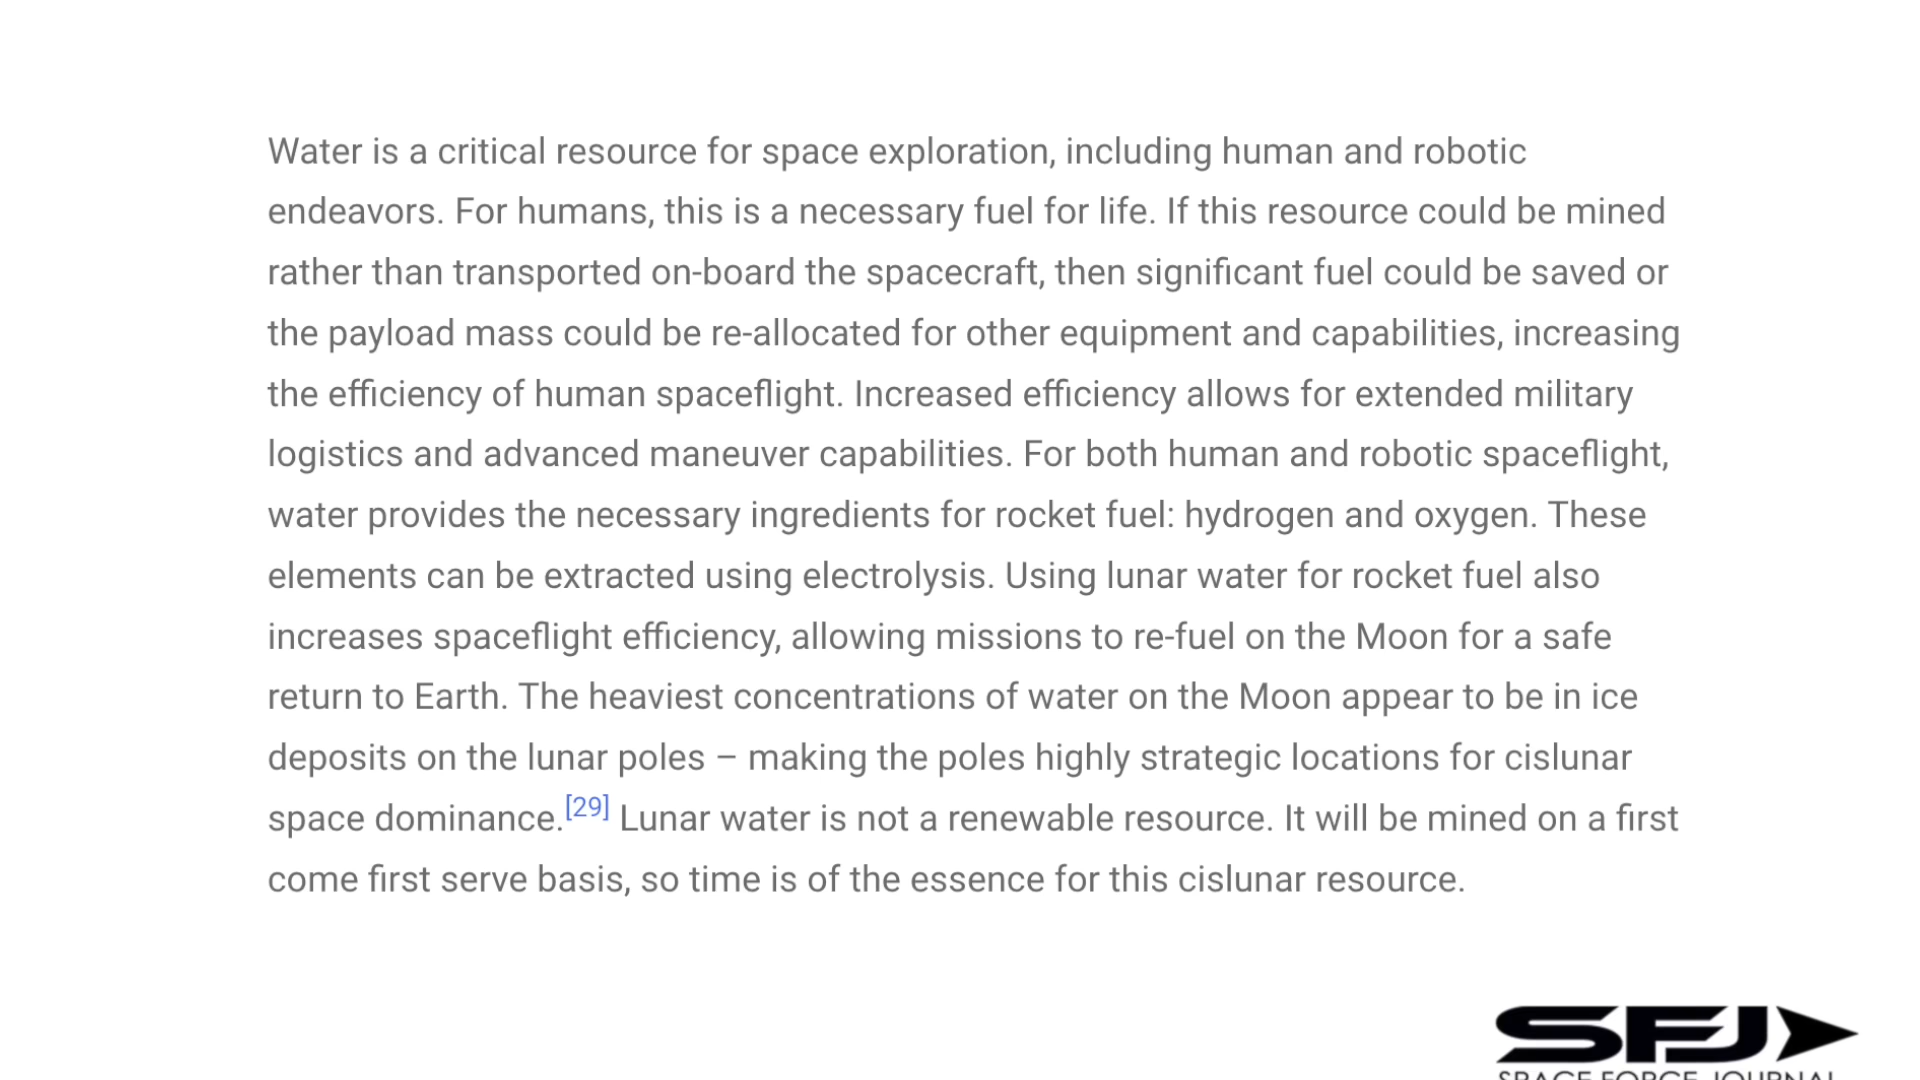 Water is a critical resource for space exploration, including human and robotic
endeavors. For humans, this is a necessary fuel for life. If this resource could be mined
rather than transported on-board the spacecraft, then significant fuel could be saved or
the payload mass could be re-allocated for other equipment and capabilities, increasing
the efficiency of human spaceflight. Increased efficiency allows for extended military
logistics and advanced maneuver capabilities. For both human and robotic spaceflight,
water provides the necessary ingredients for rocket fuel: hydrogen and oxygen. These
elements can be extracted using electrolysis. Using lunar water for rocket fuel also
increases spaceflight efficiency, allowing missions to re-fuel on the Moon for a safe
return to Earth. The heaviest concentrations of water on the Moon appear to be in ice
deposits on the lunar poles – making the poles highly strategic locations for cislunar
space dominance.[29] Lunar water is not a renewable resource. It will be mined on a first
come first serve basis, so time is of the essence for this cislunar resource.
SFJ
SPACE FORCE JOURNAL